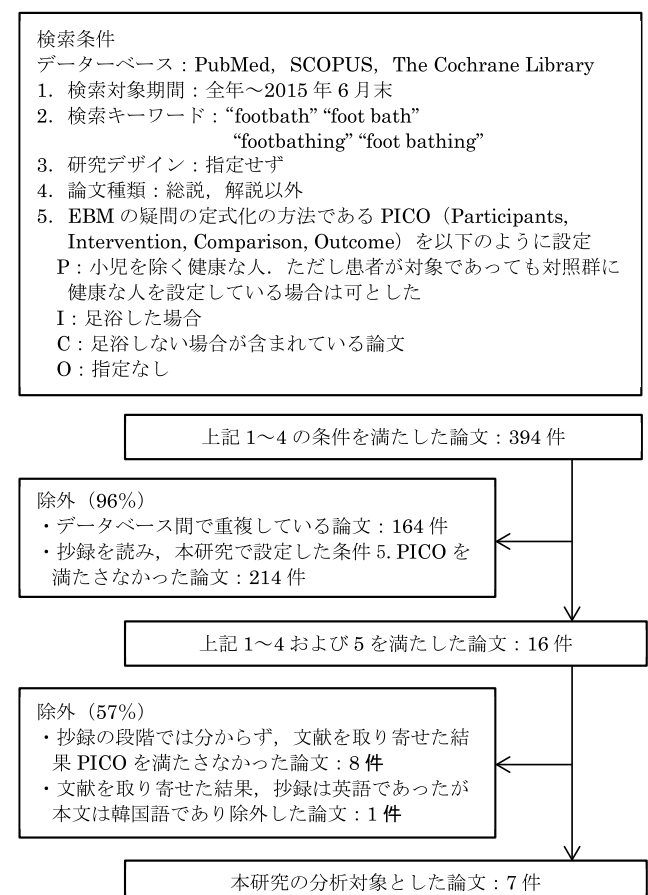 検索条件
データーベース：PubMed，SCOPUS，The Cochrane Library
1．検索対象期間：全年～2015 年 6 月末
2．検索キーワード：“footbath” “foot bath”
“footbathing” “foot bathing”
3．研究デザイン：指定せず
4．論文種類：総説，解説以外
5．EBM の疑問の定式化の方法である PICO（Participants,
Intervention, Comparison, Outcome）を以下のように設定
P：小児を除く健康な人．ただし患者が対象であっても対照群に
健康な人を設定している場合は可とした
I：足浴した場合
C：足浴しない場合が含まれている論文
O：指定なし
上記 1～4 の条件を満たした論文：394 件
除外（96%）
・データベース間で重複している論文：164 件
・抄録を読み，本研究で設定した条件 5. PICO を
満たさなかった論文：214 件
上記 1～4 および 5 を満たした論文：16 件
除外（57%）
・抄録の段階では分からず，文献を取り寄せた結
果 PICO を満たさなかった論文：8 件
・文献を取り寄せた結果，抄録は英語であったが
本文は韓国語であり除外した論文：1 件
本研究の分析対象とした論文：7 件